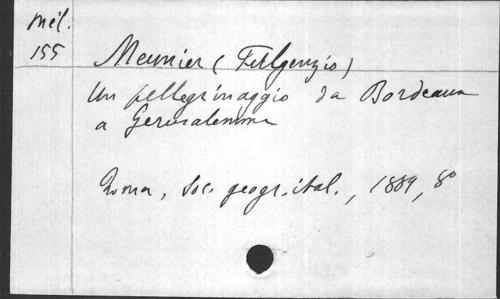 Mél.
155
Meunier (Fulgenzio)
Un pellegrinaggio da Bordeaux
a Gerusalemme
Roma, Soc. geogr. ital., 1889, 8°